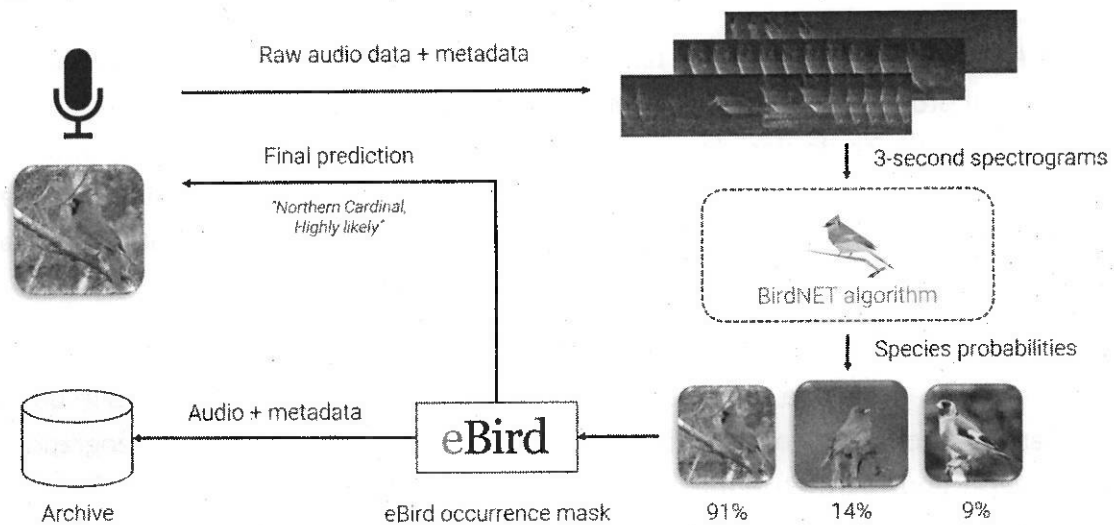 Raw audio data + metadata
Final prediction
"Northern Cardinal,
Highly likely"
3-second spectrograms
BirdNET algorithm
Species probabilities
Audio + metadata
eBird
Archive
eBird occurrence mask
91%
14%
9%